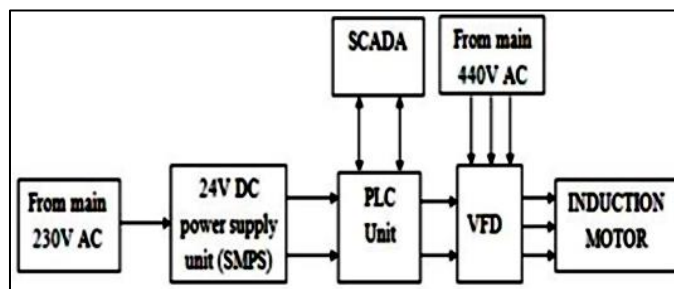 SCADA
From main
440V AC
From main
230V AC
24V DC
power supply
unit (SMPS)
PLC
Unit
VFD
INDUCTION
MOTOR